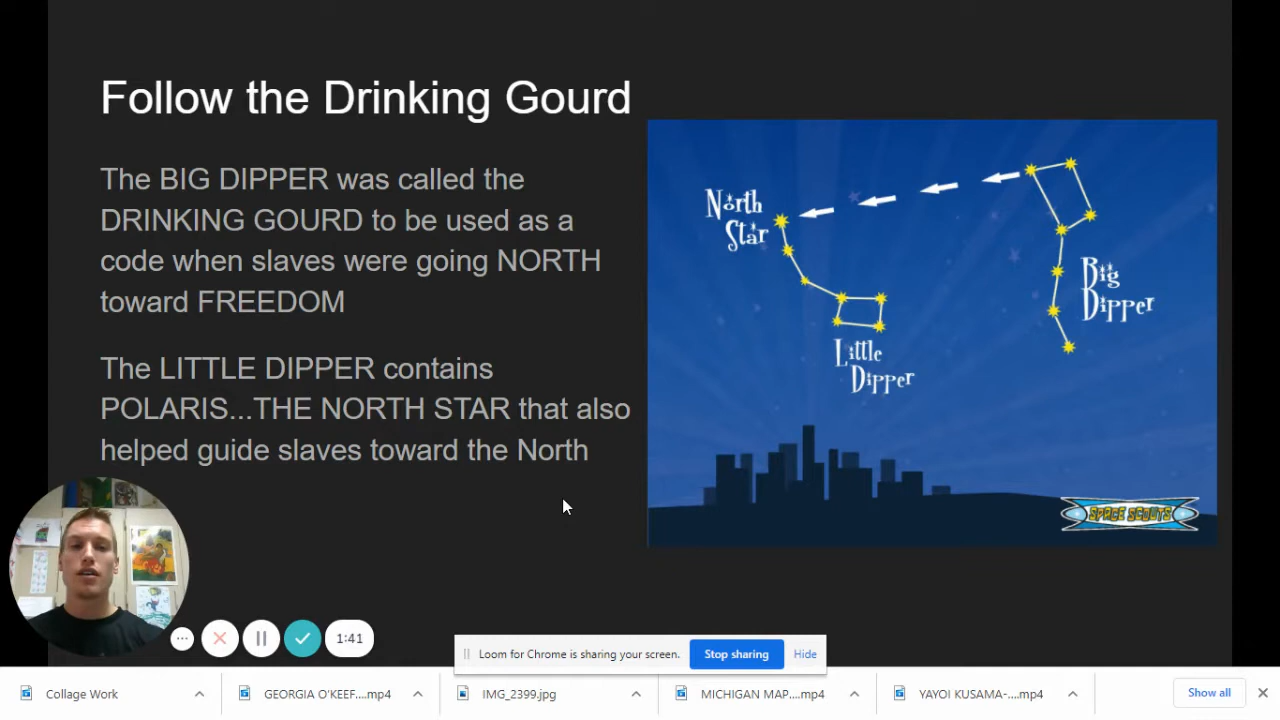 Follow the Drinking Gourd
The BIG DIPPER was called the
DRINKING GOURD to be used as a
code when slaves were going NORTH
toward FREEDOM
The LITTLE DIPPER contains
POLARIS...THE NORTH STAR that also
helped guide slaves toward the North
North
Star
Big
Dipper
Little
Dipper
SPACE SCOUTS
1:41
Loom for Chrome is sharing your screen.
Stop sharing
Hide
Collage Work
GEORGIA O'KEEF....mp4
IMG_2399.jpg
MICHIGAN MAP....mp4
YAYOI KUSAMA-....mp4
Show all